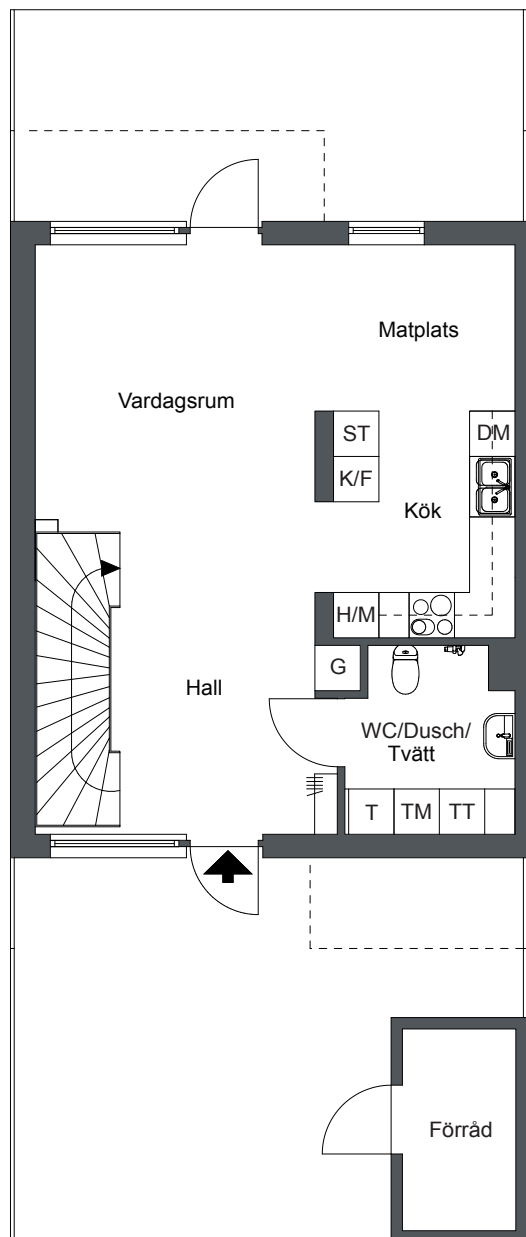 Matplats
Vardagsrum
ST
DM
K/F
Kök
H/M
G
Hall
WC/Dusch/
Tvätt
T
TM
TT
Förråd